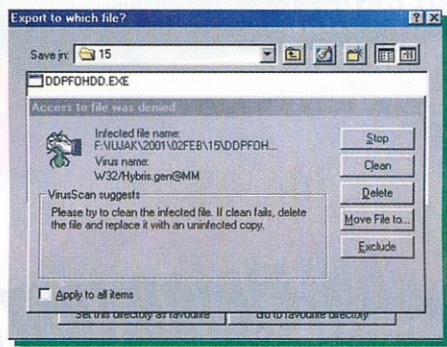 Export to which file?
Save in: 15
DDPFOHDD.EXE
Access to file was denied
Infected file name:
F:\IUJAK\2001\02FEB\15\DDPFOH...
Virus name:
W32/Hybris.gen@MM
VirusScan suggests
Please try to clean the infected file. If clean fails, delete
the file and replace it with an uninfected copy.
Stop
Clean
Delete
Move File to...
Exclude
Apply to all items
Set this directory as favourite Go to favourite directory